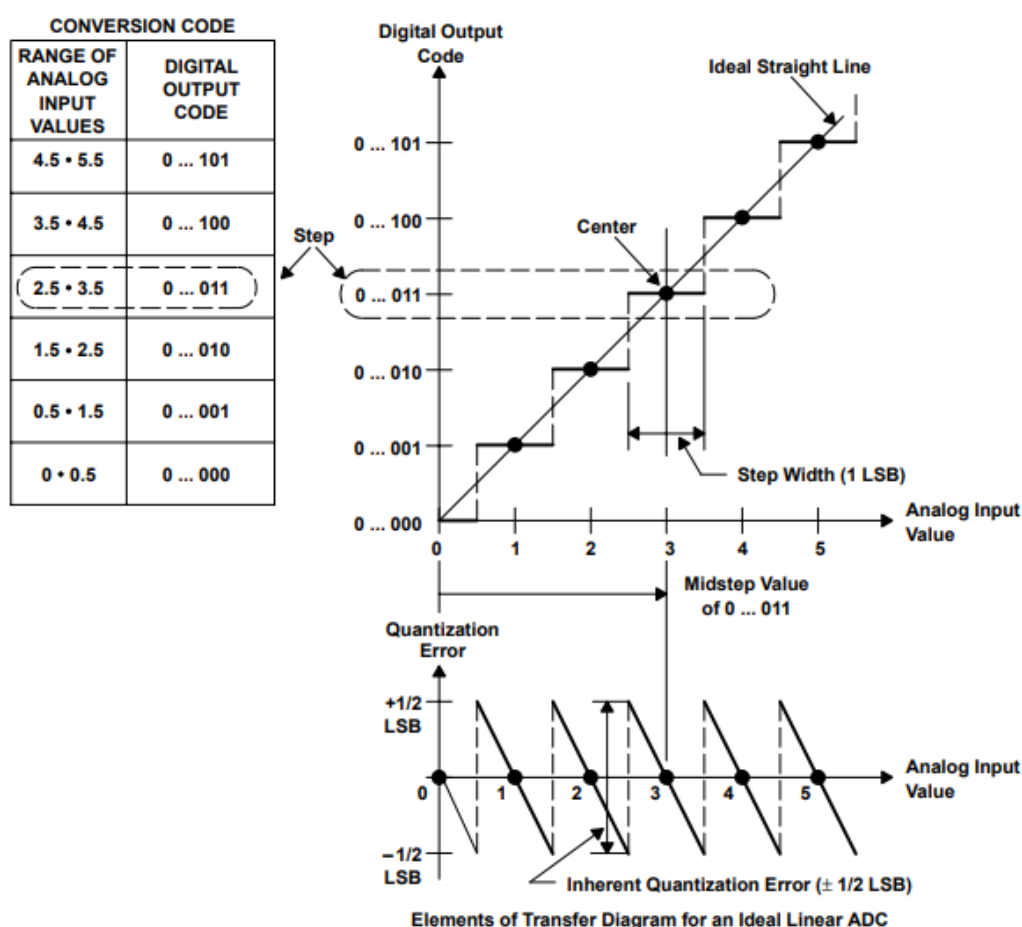 CONVERSION CODE
RANGE OF
ANALOG
INPUT
VALUES
DIGITAL
OUTPUT
CODE
4.5 • 5.5
0 ... 101
3.5 • 4.5
0 ... 100
2.5 • 3.5
0 ... 011
1.5 • 2.5
0 ... 010
0.5 • 1.5
0 ... 001
0 • 0.5
0 ... 000
Step
Digital Output
Code
Ideal Straight Line
0 ... 101
0 ... 100
Center
0 ... 011
0 ... 010
0 ... 001
Step Width (1 LSB)
0 ... 000
0
1
2
3
4
5
Analog Input
Value
Midstep Value
of 0 ... 011
Quantization
Error
+1/2
LSB
0
1
2
3
4
5
Analog Input
Value
–1/2
LSB
Inherent Quantization Error (± 1/2 LSB)
Elements of Transfer Diagram for an Ideal Linear ADC